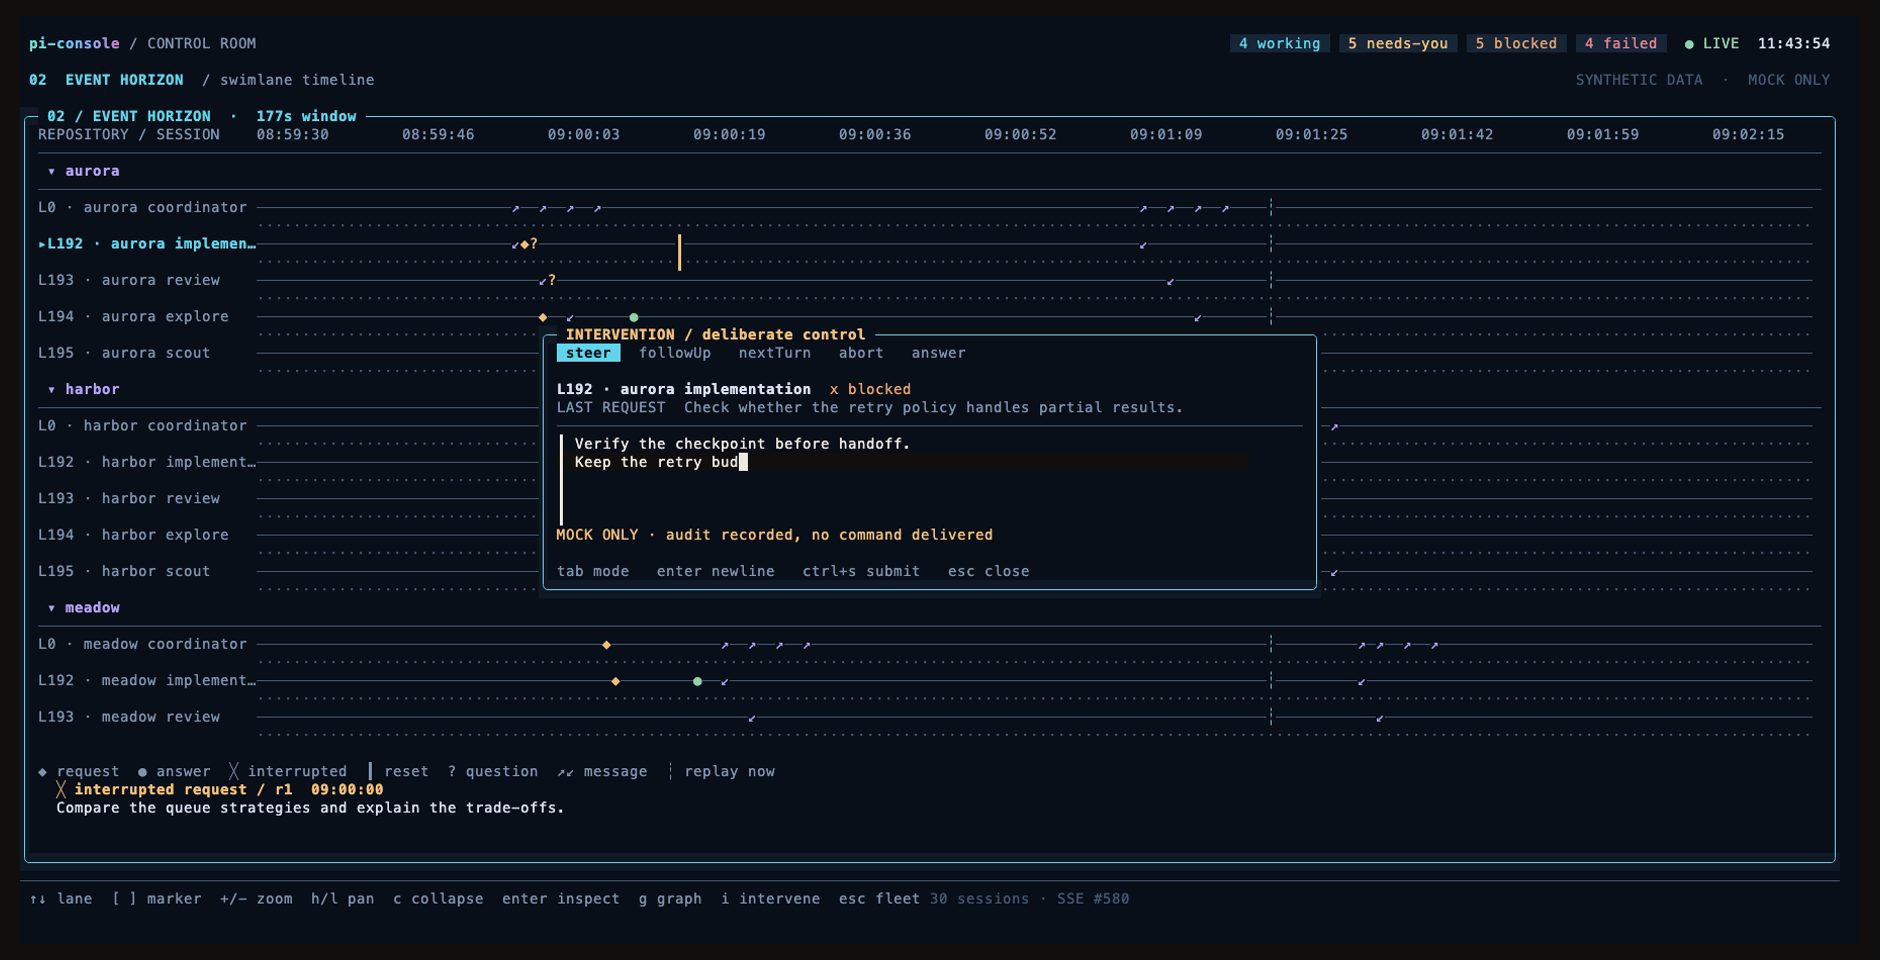 pi-console / CONTROL ROOM 4 working 5 needs-you 5 blocked 4 failed ● LIVE 11:43:54
02 EVENT HORIZON / swimlane timeline SYNTHETIC DATA · MOCK ONLY
02 / EVENT HORIZON · 177s window
REPOSITORY / SESSION 08:59:30 08:59:46 09:00:03 09:00:19 09:00:36 09:00:52 09:01:09 09:01:25 09:01:42 09:01:59 09:02:15
▾ aurora
L0 · aurora coordinator
▸L192 · aurora implemen… ?
L193 · aurora review ?
L194 · aurora explore
INTERVENTION / deliberate control
L195 · aurora scout
steer followUp nextTurn abort answer
▾ harbor
L192 · aurora implementation x blocked
LAST REQUEST Check whether the retry policy handles partial results.
L0 · harbor coordinator
Verify the checkpoint before handoff.
L192 · harbor implement…
Keep the retry bud
L193 · harbor review
L194 · harbor explore
MOCK ONLY · audit recorded, no command delivered
L195 · harbor scout
tab mode enter newline ctrl+s submit esc close
▾ meadow
L0 · meadow coordinator
L192 · meadow implement…
L193 · meadow review
◆ request ● answer ╳ interrupted ┃ reset ? question ↗↙ message ┆ replay now
╳ interrupted request / r1 09:00:00
Compare the queue strategies and explain the trade-offs.
↑↓ lane [ ] marker +/- zoom h/l pan c collapse enter inspect g graph i intervene esc fleet 30 sessions · SSE #580